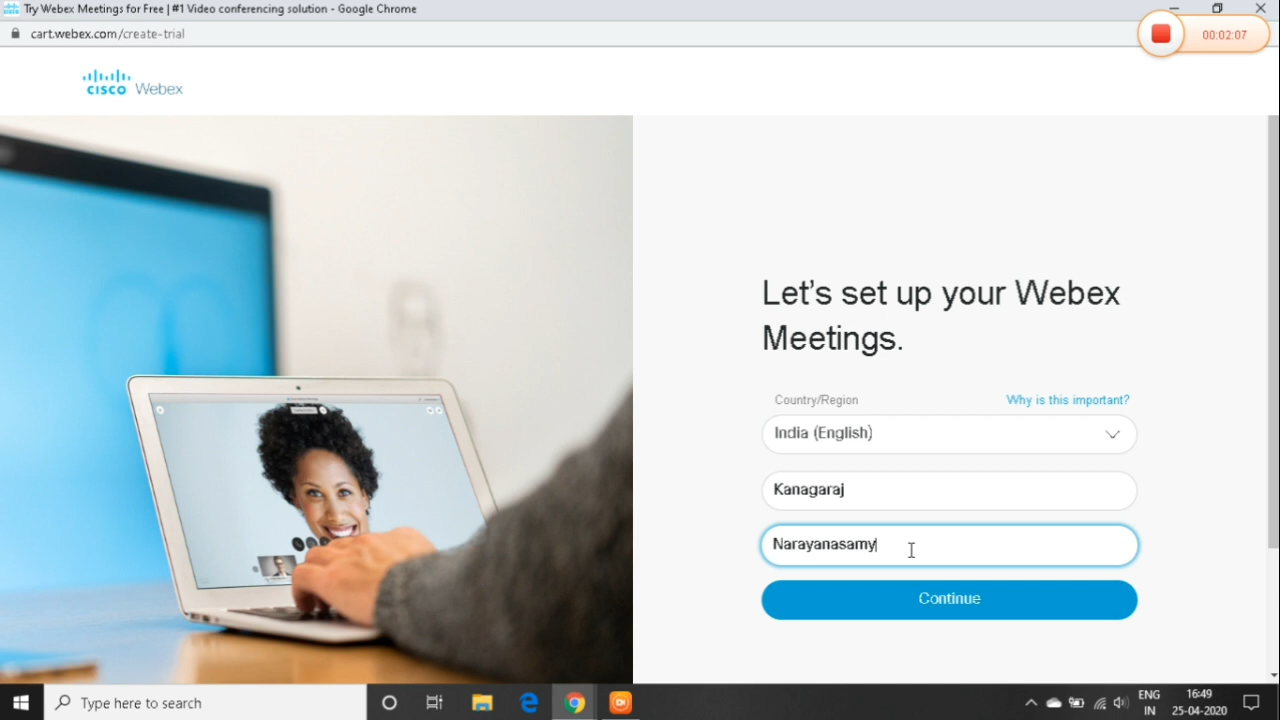 Try Webex Meetings for Free | #1 Video conferencing solution - Google Chrome
cart.webex.com/create-trial
00:02:07
CISCO Webex
Let's set up your Webex
Meetings.
Country/Region Why is this important?
India (English)
Kanagaraj
Narayanasamy
Continue
Type here to search
ENG
IN
16:49
25-04-2020